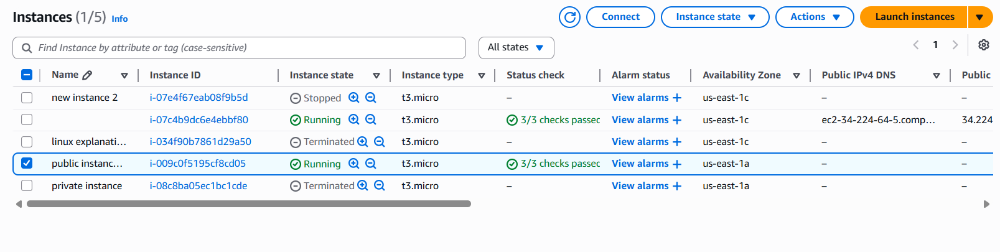 Instances (1/5) Info Connect Instance state Actions Launch instances
Find Instance by attribute or tag (case-sensitive) All states 1
Name Instance ID Instance state Instance type Status check Alarm status Availability Zone Public IPv4 DNS Public
new instance 2 i-07e4f67eab08f9b5d Stopped t3.micro – View alarms + us-east-1c – –
i-07c4b9dc6e4ebbf80 Running t3.micro 3/3 checks passec View alarms + us-east-1c ec2-34-224-64-5.comp... 34.224
linux explanati... i-034f90b7861d29a50 Terminated t3.micro – View alarms + us-east-1c – –
public instanc... i-009c0f5195cf8cd05 Running t3.micro 3/3 checks passec View alarms + us-east-1a – –
private instance i-08c8ba05ec1bc1cde Terminated t3.micro – View alarms + us-east-1a – –